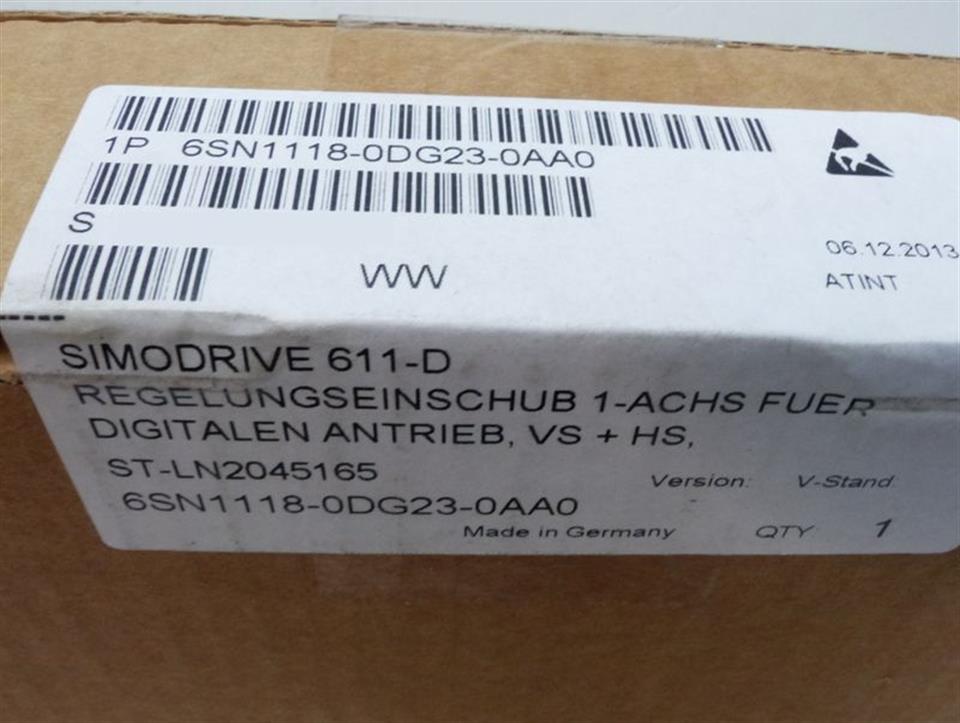 1P 6SN1118-0DG23-0AA0
S
WW
06.12.2013
ATINT
SIMODRIVE 611-D
REGELUNGSEINSCHUB 1-ACHS FUER
DIGITALEN ANTRIEB, VS + HS,
ST-LN2045165
Version: V-Stand
6SN1118-0DG23-0AA0
Made in Germany QTY 1